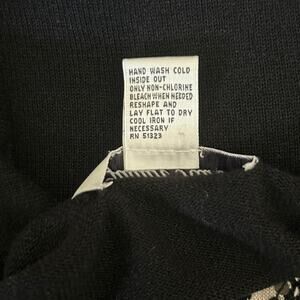 HAND WASH COLD
INSIDE OUT
ONLY NON-CHLORINE
BLEACH WHEN NEEDED
RESHAPE AND
LAY FLAT TO DRY
COOL IRON IF
NECESSARY
RN 51323